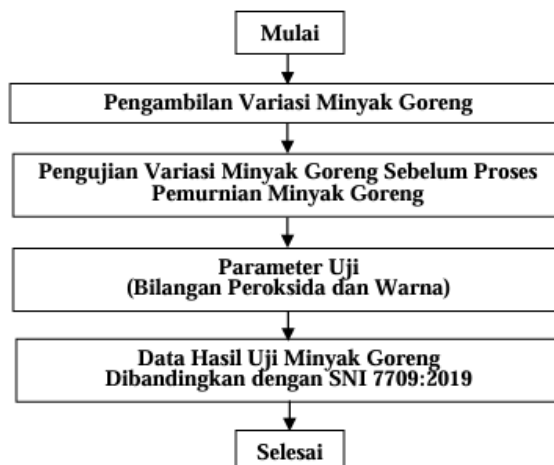 Mulai
Pengambilan Variasi Minyak Goreng
Pengujian Variasi Minyak Goreng Sebelum Proses
Pemurnian Minyak Goreng
Parameter Uji
(Bilangan Peroksida dan Warna)
Data Hasil Uji Minyak Goreng
Dibandingkan dengan SNI 7709:2019
Selesai